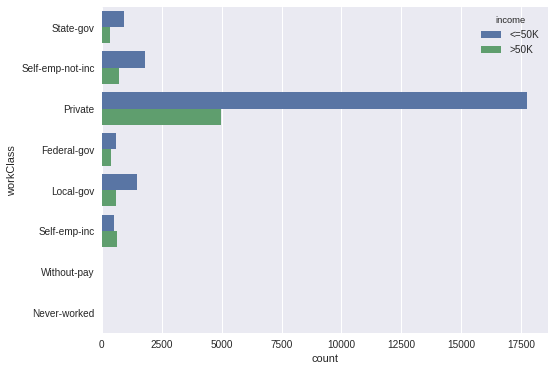 income
<=50K
>50K
workClass
State-gov
Self-emp-not-inc
Private
Federal-gov
Local-gov
Self-emp-inc
Without-pay
Never-worked
0 2500 5000 7500 10000 12500 15000 17500
count